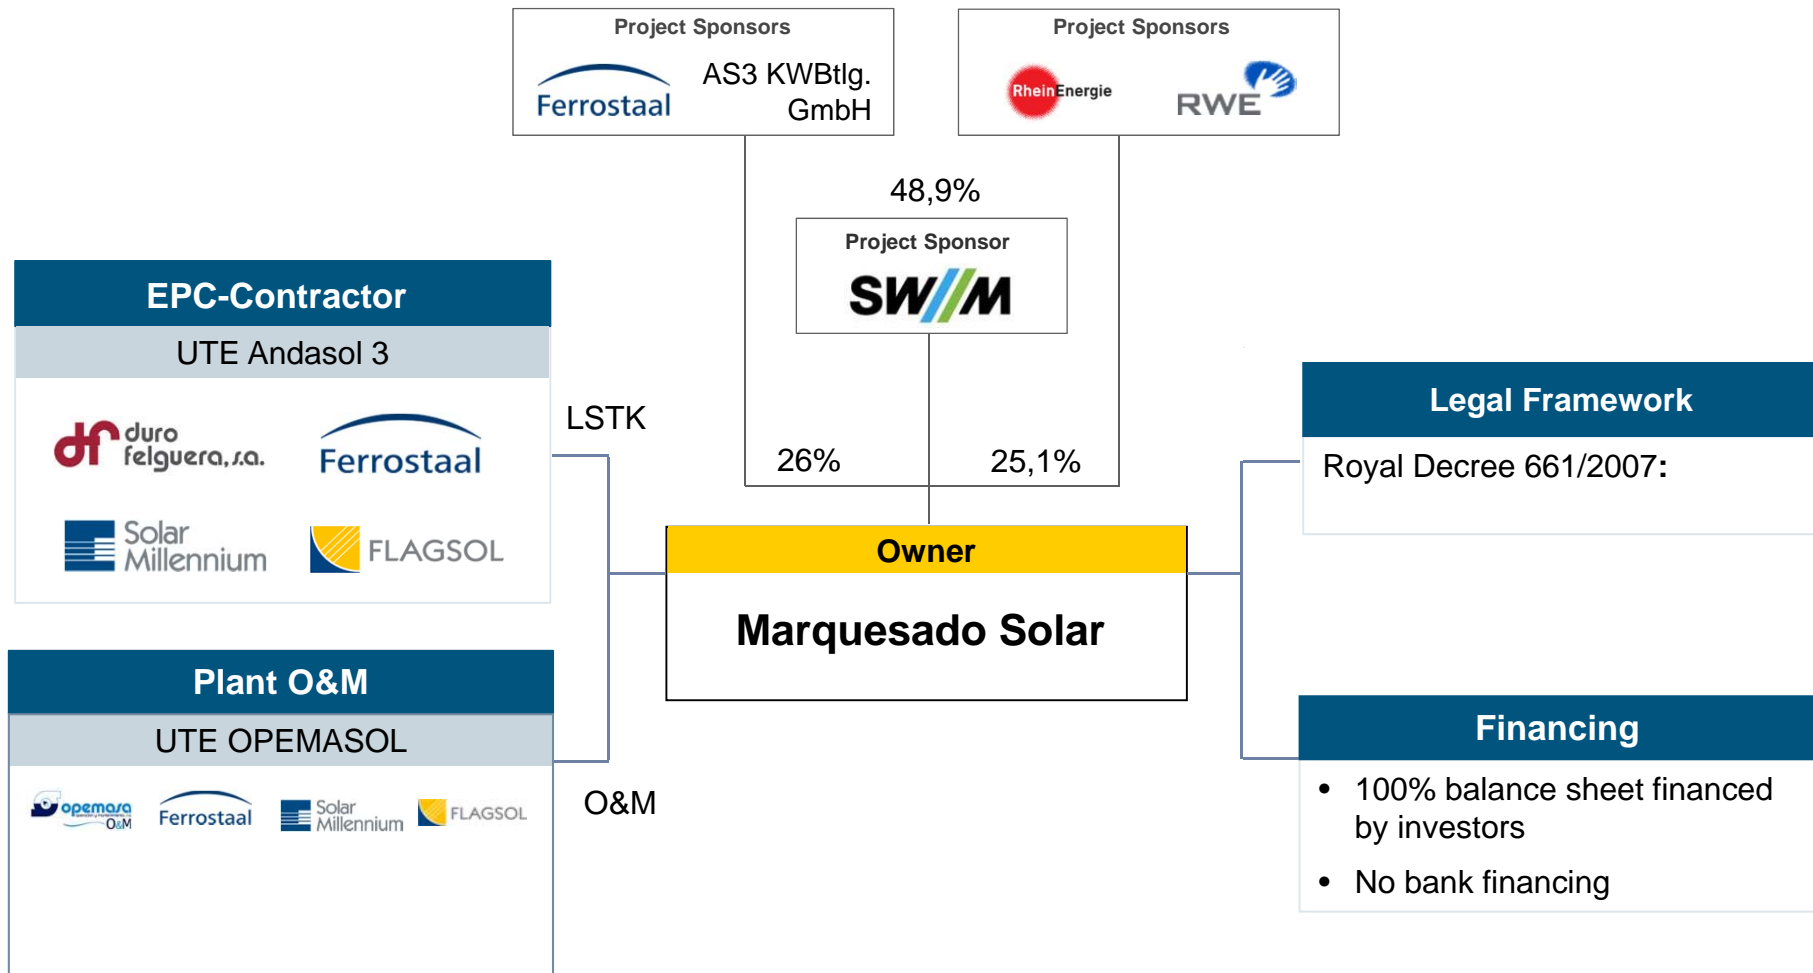 Project Sponsors
Ferrostaal
AS3 KWBtlg.
GmbH
Project Sponsors
RheinEnergie
RWE
48,9%
Project Sponsor
SW//M
26%
25,1%
EPC-Contractor
UTE Andasol 3
df duro
felguera, s.a.
Ferrostaal
Solar
Millennium
FLAGSOL
LSTK
Plant O&M
UTE OPEMASOL
opemasa
O&M
Ferrostaal
Solar
Millennium
FLAGSOL
O&M
Owner
Marquesado Solar
Legal Framework
Royal Decree 661/2007:
Financing
• 100% balance sheet financed
by investors
• No bank financing